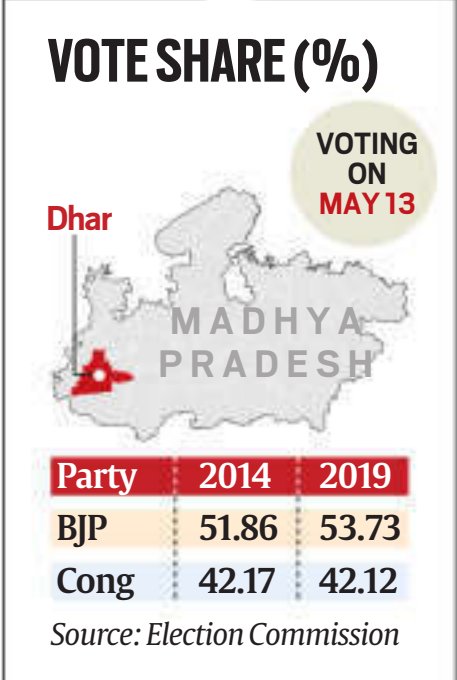 VOTE SHARE (%)
VOTING
ON
MAY 13
Dhar
MADHYA
PRADESH
Party 2014 2019
BJP 51.86 53.73
Cong 42.17 42.12
Source: Election Commission